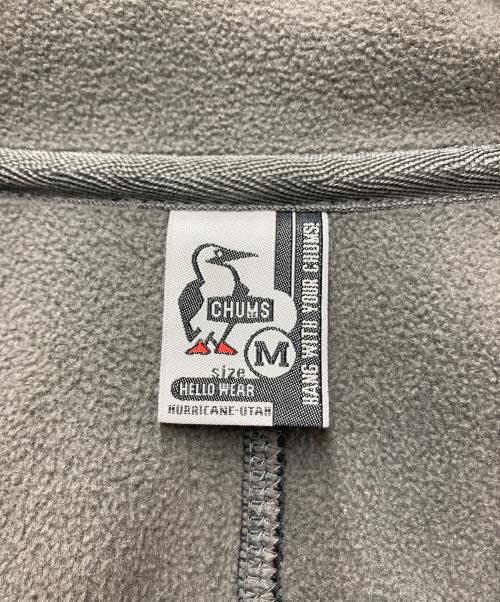 CHUMS
M
size
HELLO WEAR
HURRICANE-UTAH
HANG WITH YOUR CHUMS!